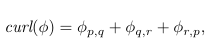 curl(ϕ) = ϕ_{p,q} + ϕ_{q,r} + ϕ_{r,p},